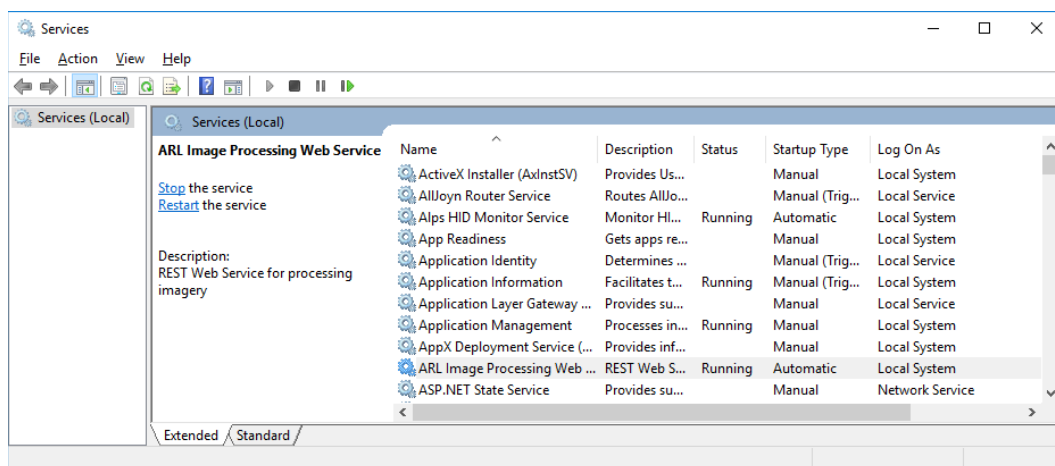 Services
File Action View Help
Services (Local)
Services (Local)
ARL Image Processing Web Service
Stop the service
Restart the service
Description:
REST Web Service for processing
imagery
Name Description Status Startup Type Log On As
ActiveX Installer (AxInstSV) Provides Us... Manual Local System
AllJoyn Router Service Routes AllJo... Manual (Trig... Local Service
Alps HID Monitor Service Monitor HI... Running Automatic Local System
App Readiness Gets apps re... Manual Local System
Application Identity Determines ... Manual (Trig... Local Service
Application Information Facilitates t... Running Manual (Trig... Local System
Application Layer Gateway ... Provides su... Manual Local Service
Application Management Processes in... Running Manual Local System
AppX Deployment Service (... Provides inf... Manual Local System
ARL Image Processing Web ... REST Web S... Running Automatic Local System
ASP.NET State Service Provides su... Manual Network Service
Extended Standard